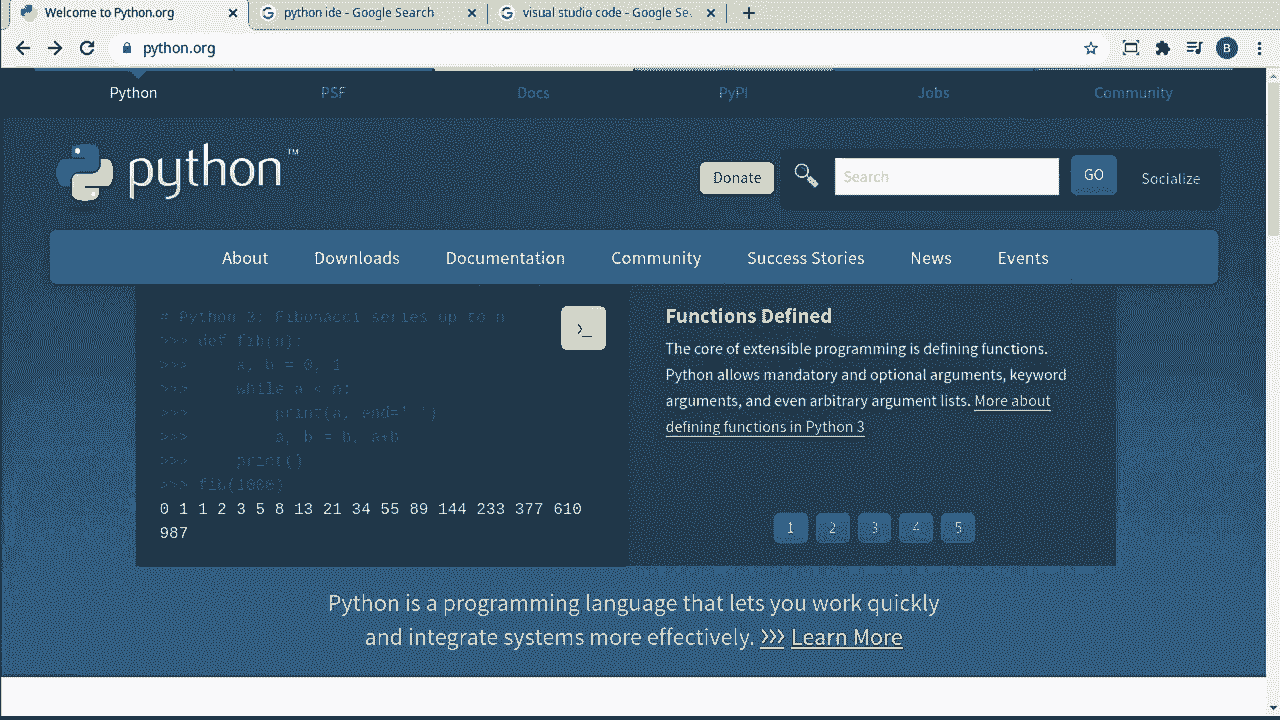 Welcome to Python.org
python ide - Google Search
visual studio code - Google Se
python.org
B
Python PSF Docs PyPI Jobs Community
python™
Donate
Search
GO
Socialize
About Downloads Documentation Community Success Stories News Events
# Python 3: Fibonacci series up to n
>>> def fib(n):
>>> a, b = 0, 1
>>> while a < n:
>>> print(a, end=' ')
>>> a, b = b, a+b
>>> print()
>>> fib(1000)
0 1 1 2 3 5 8 13 21 34 55 89 144 233 377 610
987
>_
Functions Defined
The core of extensible programming is defining functions.
Python allows mandatory and optional arguments, keyword
arguments, and even arbitrary argument lists. More about
defining functions in Python 3
1 2 3 4 5
Python is a programming language that lets you work quickly
and integrate systems more effectively. >>> Learn More